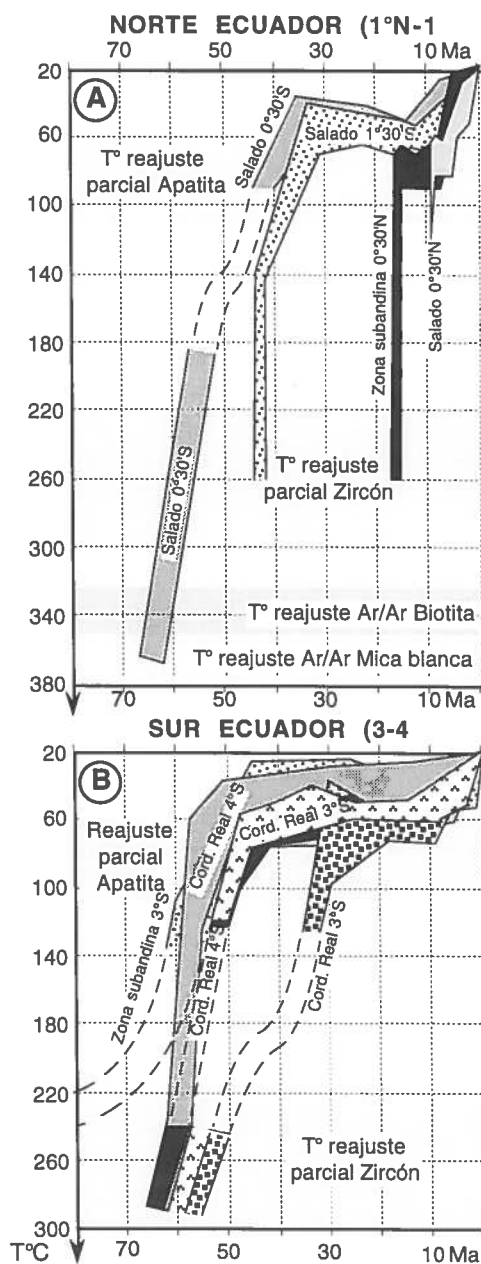 NORTE ECUADOR (1°N-1
70 50 30 10 Ma
20
60
100
140
180
220
260
300
340
380
A
Salado 0°30'S
Salado 1°30'S
T° reajuste
parcial Apatita
Zona subandina 0°30'N
Salado 0°30'N
Salado 0°30'S
T° reajuste
parcial Zircón
T° reajuste Ar/Ar Biotita
T° reajuste Ar/Ar Mica blanca
70 50 30 10 Ma
SUR ECUADOR (3-4
20
60
100
140
180
220
260
300
B
Reajuste
parcial
Apatita
Cord. Real 4°S
Cord. Real 3°S
Zona subandina 3°S
Cord. Real 4°S
Cord. Real 3°S
T° reajuste
parcial Zircón
T°C
70 50 30 10 Ma